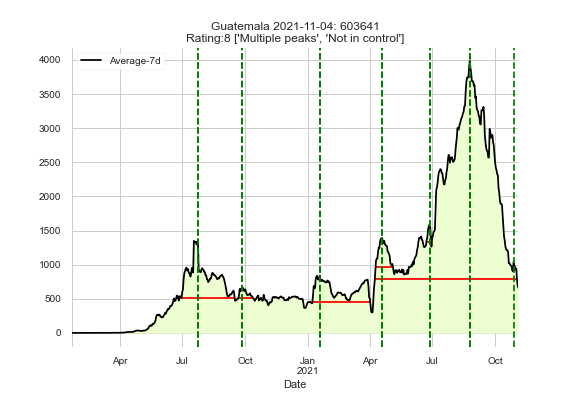 Guatemala 2021-11-04: 603641
Rating:8 ['Multiple peaks', 'Not in control']
Average-7d
4000
3500
3000
2500
2000
1500
1000
500
0
Apr
Jul
Oct
Jan
2021
Apr
Jul
Oct
Date